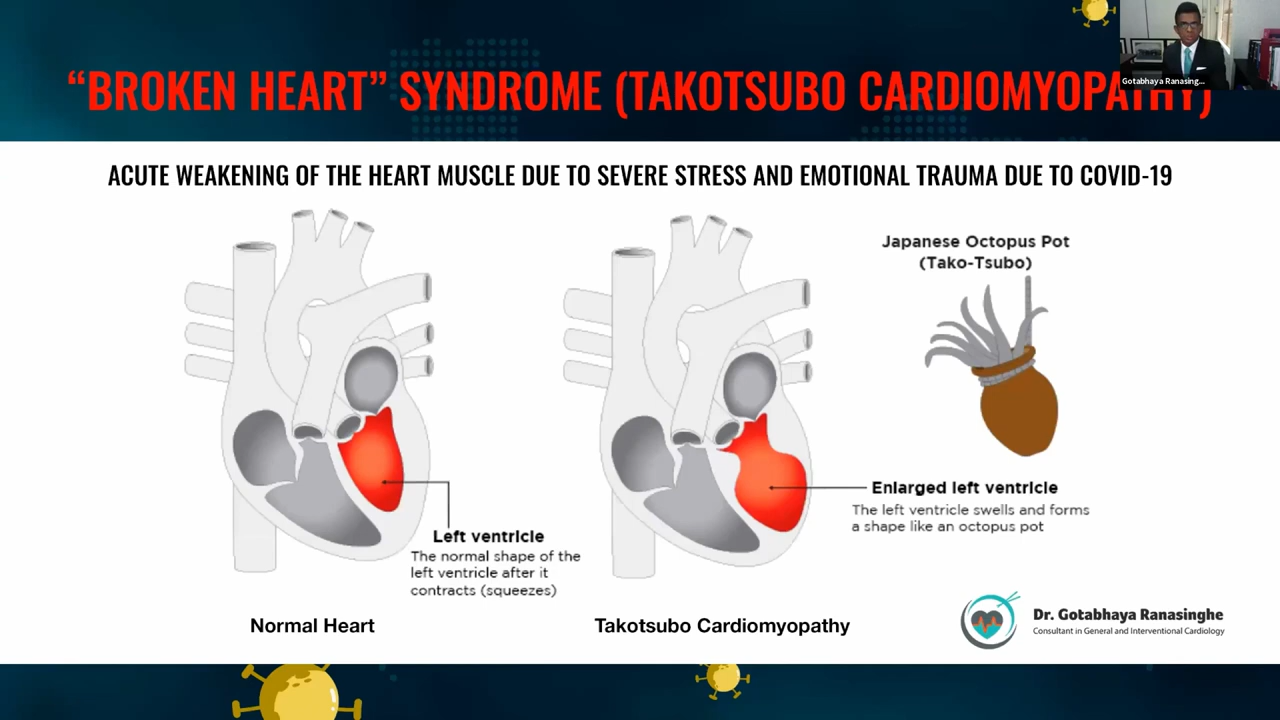 “BROKEN HEART” SYNDROME (TAKOTSUBO CARDIOMYOPATHY)
Gotabhaya Ranasing...
ACUTE WEAKENING OF THE HEART MUSCLE DUE TO SEVERE STRESS AND EMOTIONAL TRAUMA DUE TO COVID-19
Japanese Octopus Pot
(Tako-Tsubo)
Left ventricle
The normal shape of the
left ventricle after it
contracts (squeezes)
Enlarged left ventricle
The left ventricle swells and forms
a shape like an octopus pot
Normal Heart
Takotsubo Cardiomyopathy
Dr. Gotabhaya Ranasinghe
Consultant in General and Interventional Cardiology